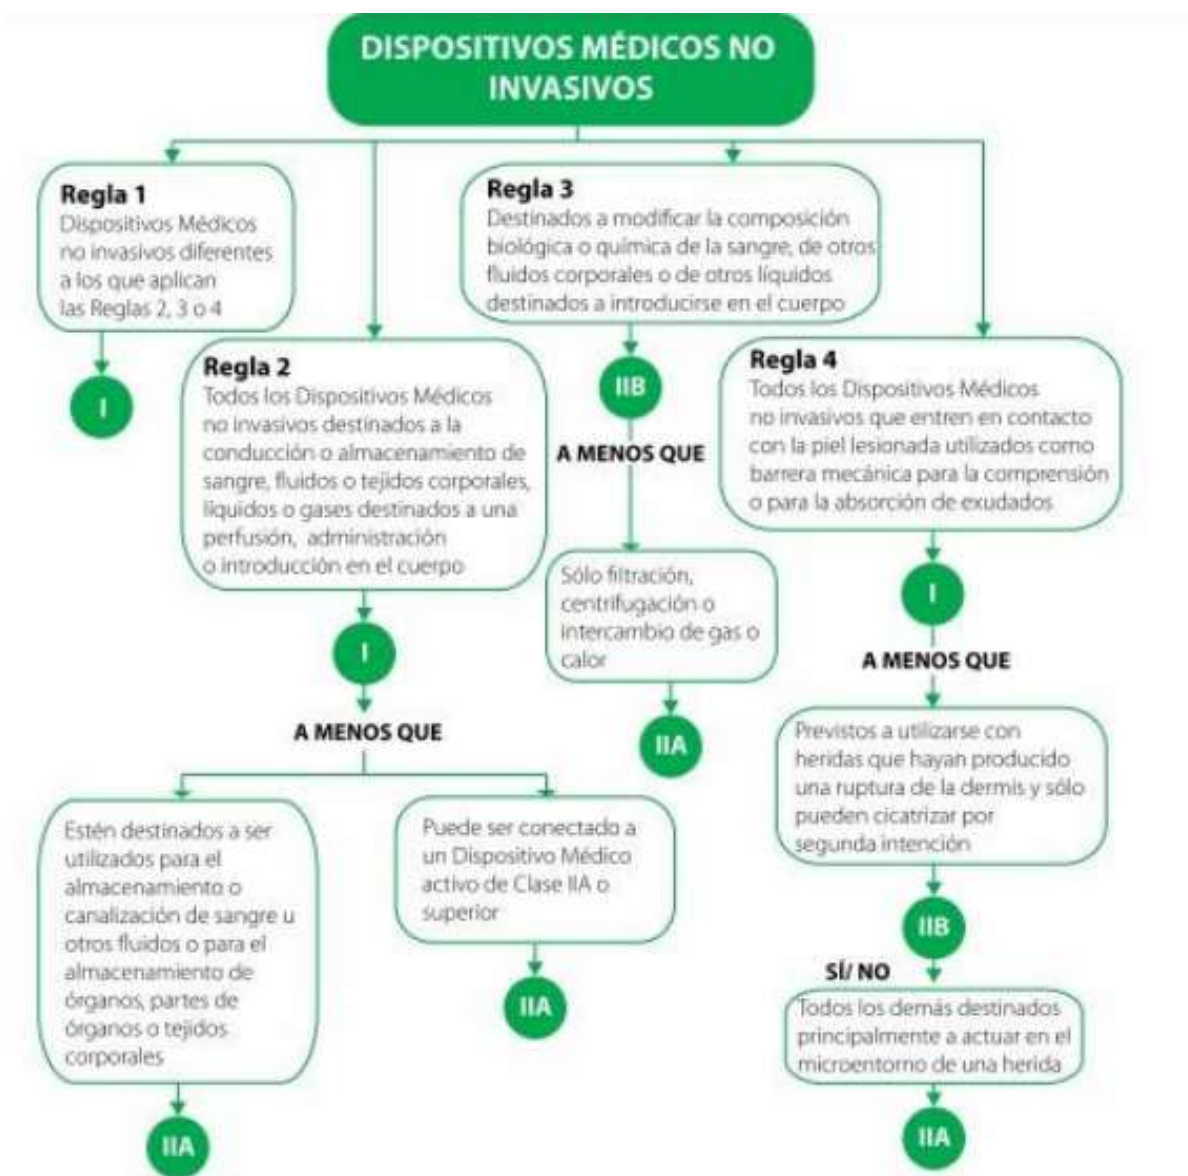 DISPOSITIVOS MÉDICOS NO
INVASIVOS
Regla 1
Dispositivos Médicos
no invasivos diferentes
a los que aplican
las Reglas 2, 3 o 4
I
Regla 2
Todos los Dispositivos Médicos
no invasivos destinados a la
conducción o almacenamiento de
sangre, fluidos o tejidos corporales,
líquidos o gases destinados a una
perfusión, administración
o introducción en el cuerpo
I
A MENOS QUE
Estén destinados a ser
utilizados para el
almacenamiento o
canalización de sangre u
otros fluidos o para el
almacenamiento de
órganos, partes de
órganos o tejidos
corporales
IIA
Puede ser conectado a
un Dispositivo Médico
activo de Clase IIA o
superior
IIA
Regla 3
Destinados a modificar la composición
biológica o química de la sangre, de otros
fluidos corporales o de otros líquidos
destinados a introducirse en el cuerpo
IIB
A MENOS QUE
Sólo filtración,
centrifugación o
intercambio de gas o
calor
IIA
Regla 4
Todos los Dispositivos Médicos
no invasivos que entren en contacto
con la piel lesionada utilizados como
barrera mecánica para la comprensión
o para la absorción de exudados
I
A MENOS QUE
Previstos a utilizarse con
heridas que hayan producido
una ruptura de la dermis y sólo
pueden cicatrizar por
segunda intención
IIB
SÍ/ NO
Todos los demás destinados
principalmente a actuar en el
microentorno de una herida
IIA